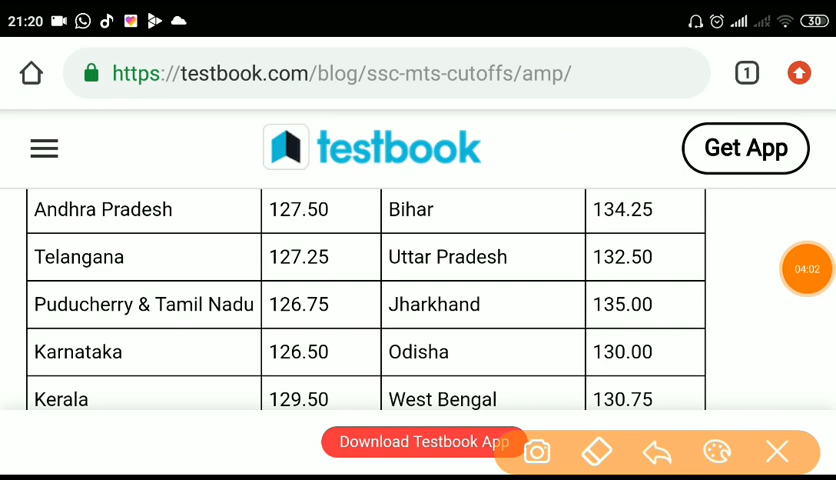 21:20
30
https://testbook.com/blog/ssc-mts-cutoffs/amp/
1
testbook
Get App
Andhra Pradesh 127.50 Bihar 134.25
Telangana 127.25 Uttar Pradesh 132.50
Puducherry & Tamil Nadu 126.75 Jharkhand 135.00
Karnataka 126.50 Odisha 130.00
Kerala 129.50 West Bengal 130.75
04:02
Download Testbook App